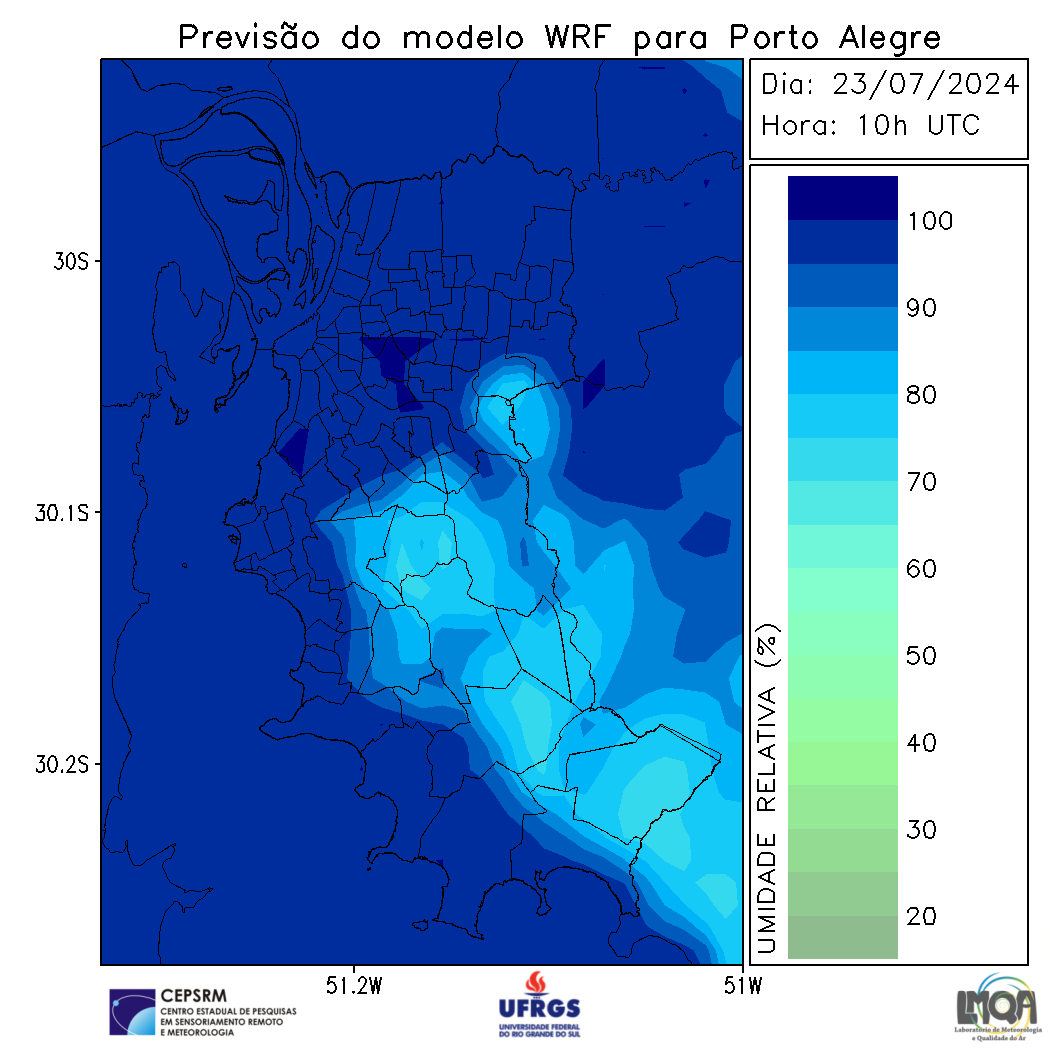 Previsão do modelo WRF para Porto Alegre
Dia: 23/07/2024
Hora: 10h UTC
30S
30.1S
30.2S
51.2W
51W
UMIDADE RELATIVA (%)
100
90
80
70
60
50
40
30
20
CEPSRM
CENTRO ESTADUAL DE PESQUISAS
EM SENSORIAMENTO REMOTO
E METEOROLOGIA
UFRGS
UNIVERSIDADE FEDERAL
DO RIO GRANDE DO SUL
LMQA
Laboratório de Meteorologia
e Qualidade do Ar